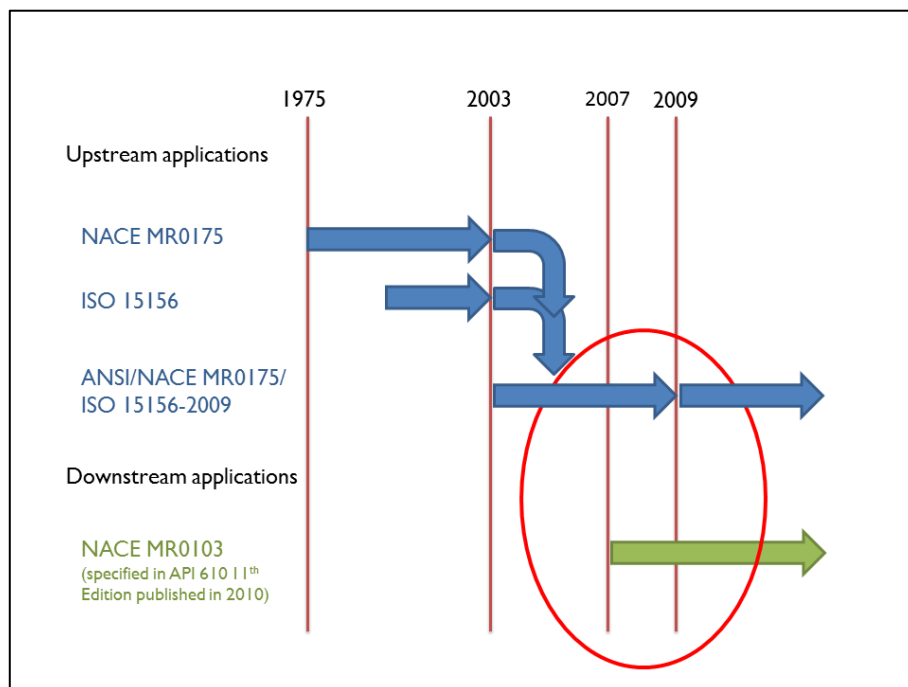 1975 2003 2007 2009
Upstream applications
NACE MR0175
ISO 15156
ANSI/NACE MR0175/
ISO 15156-2009
Downstream applications
NACE MR0103
(specified in API 610 11th
Edition published in 2010)